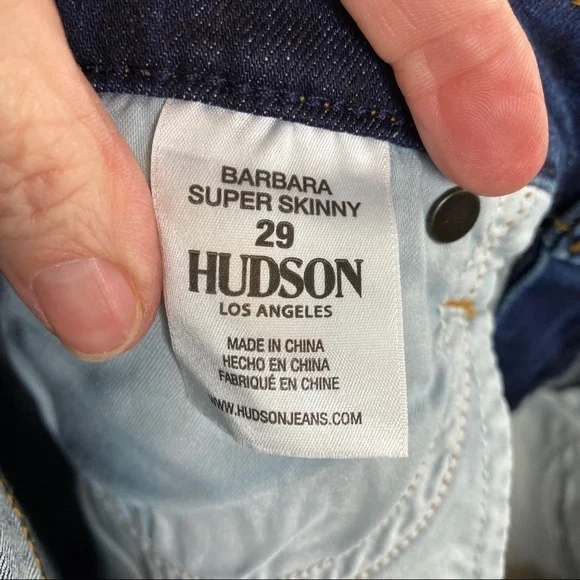 BARBARA
SUPER SKINNY
29
HUDSON
LOS ANGELES
MADE IN CHINA
HECHO EN CHINA
FABRIQUÉ EN CHINE
WWW.HUDSONJEANS.COM